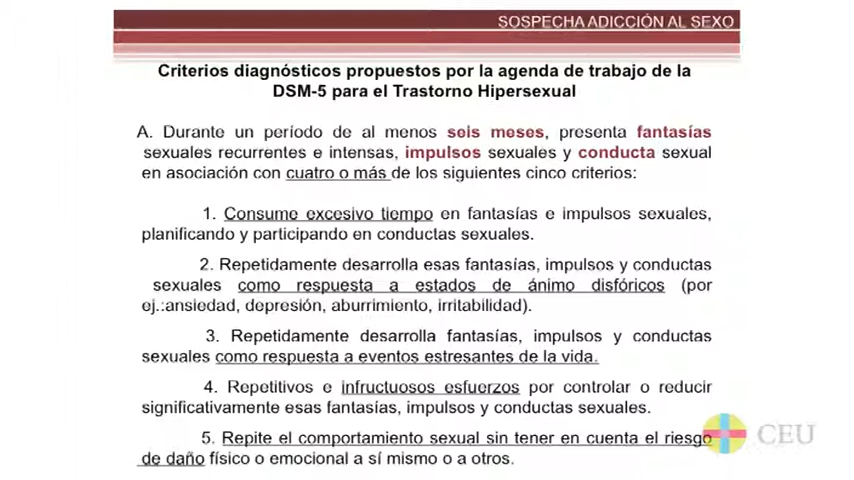 SOSPECHA ADICCIÓN AL SEXO
Criterios diagnósticos propuestos por la agenda de trabajo de la
DSM-5 para el Trastorno Hipersexual
A. Durante un período de al menos seis meses, presenta fantasías
sexuales recurrentes e intensas, impulsos sexuales y conducta sexual
en asociación con cuatro o más de los siguientes cinco criterios:
1. Consume excesivo tiempo en fantasías e impulsos sexuales,
planificando y participando en conductas sexuales.
2. Repetidamente desarrolla esas fantasías, impulsos y conductas
sexuales como respuesta a estados de ánimo disfóricos (por
ej.:ansiedad, depresión, aburrimiento, irritabilidad).
3. Repetidamente desarrolla fantasías, impulsos y conductas
sexuales como respuesta a eventos estresantes de la vida.
4. Repetitivos e infructuosos esfuerzos por controlar o reducir
significativamente esas fantasías, impulsos y conductas sexuales.
5. Repite el comportamiento sexual sin tener en cuenta el riesgo
de daño físico o emocional a sí mismo o a otros.
CEU